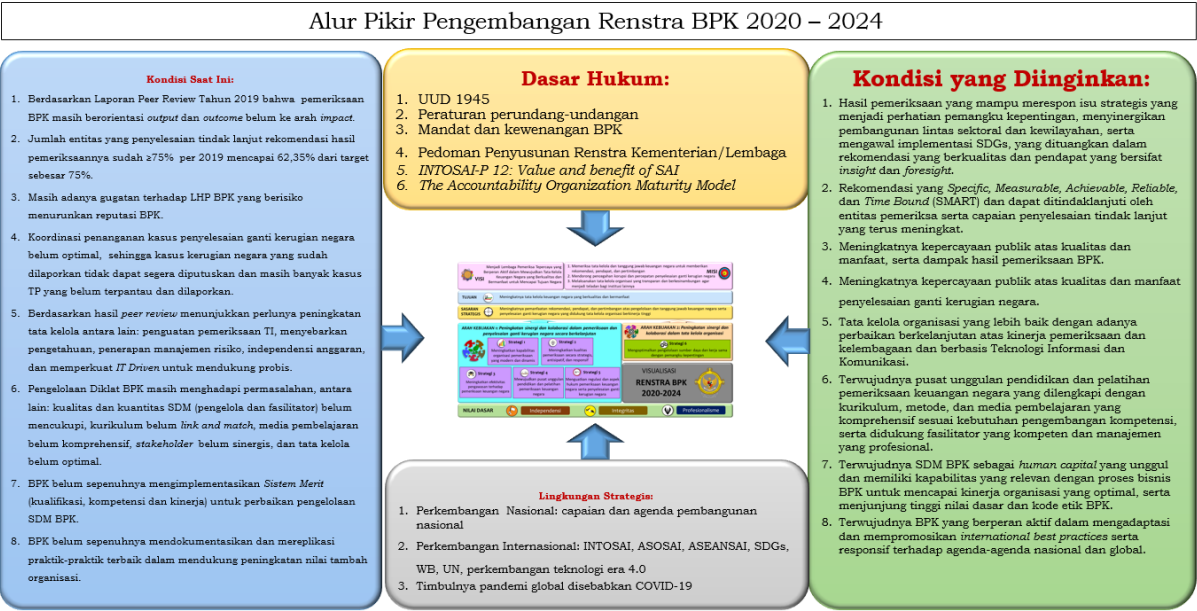 Alur Pikir Pengembangan Renstra BPK 2020 – 2024
Kondisi Saat Ini:
1. Berdasarkan Laporan Peer Review Tahun 2019 bahwa pemeriksaan
BPK masih berorientasi output dan outcome belum ke arah impact.
2. Jumlah entitas yang penyelesaian tindak lanjut rekomendasi hasil
pemeriksaannya sudah ≥75% per 2019 mencapai 62,35% dari target
sebesar 75%.
3. Masih adanya gugatan terhadap LHP BPK yang berisiko
menurunkan reputasi BPK.
4. Koordinasi penanganan kasus penyelesaian ganti kerugian negara
belum optimal, sehingga kasus kerugian negara yang sudah
dilaporkan tidak dapat segera diputuskan dan masih banyak kasus
TP yang belum terpantau dan dilaporkan.
5. Berdasarkan hasil peer review menunjukkan perlunya peningkatan
tata kelola antara lain: penguatan pemeriksaan TI, menyebarkan
pengetahuan, penerapan manajemen risiko, independensi anggaran,
dan memperkuat IT Driven untuk mendukung probis.
6. Pengelolaan Diklat BPK masih menghadapi permasalahan, antara
lain: kualitas dan kuantitas SDM (pengelola dan fasilitator) belum
mencukupi, kurikulum belum link and match, media pembelajaran
belum komprehensif, stakeholder belum sinergis, dan tata kelola
belum optimal.
7. BPK belum sepenuhnya mengimplementasikan Sistem Merit
(kualifikasi, kompetensi dan kinerja) untuk perbaikan pengelolaan
SDM BPK.
8. BPK belum sepenuhnya mendokumentasikan dan mereplikasi
praktik-praktik terbaik dalam mendukung peningkatan nilai tambah
organisasi.
Dasar Hukum:
1. UUD 1945
2. Peraturan perundang-undangan
3. Mandat dan kewenangan BPK
4. Pedoman Penyusunan Renstra Kementerian/Lembaga
5. INTOSAI-P 12: Value and benefit of SAI
6. The Accountability Organization Maturity Model
VISI
MISI
TUJUAN
SASARAN
STRATEGIS
VISUALISASI
RENSTRA BPK
2020-2024
NILAI DASAR
Independensi
Integritas
Profesionalisme
Lingkungan Strategis:
1. Perkembangan Nasional: capaian dan agenda pembangunan
nasional
2. Perkembangan Internasional: INTOSAI, ASOSAI, ASEANSAI, SDGs,
WB, UN, perkembangan teknologi era 4.0
3. Timbulnya pandemi global disebabkan COVID-19
Kondisi yang Diinginkan:
1. Hasil pemeriksaan yang mampu merespon isu strategis yang
menjadi perhatian pemangku kepentingan, menyinergikan
pembangunan lintas sektoral dan kewilayahan, serta
mengawal implementasi SDGs, yang dituangkan dalam
rekomendasi yang berkualitas dan pendapat yang bersifat
insight dan foresight.
2. Rekomendasi yang Specific, Measurable, Achievable, Reliable,
dan Time Bound (SMART) dan dapat ditindaklanjuti oleh
entitas pemeriksa serta capaian penyelesaian tindak lanjut
yang terus meningkat.
3. Meningkatnya kepercayaan publik atas kualitas dan
manfaat, serta dampak hasil pemeriksaan BPK.
4. Meningkatnya kepercayaan publik atas kualitas dan manfaat
penyelesaian ganti kerugian negara.
5. Tata kelola organisasi yang lebih baik dengan adanya
perbaikan berkelanjutan atas kinerja pemeriksaan dan
kelembagaan dan berbasis Teknologi Informasi dan
Komunikasi.
6. Terwujudnya pusat unggulan pendidikan dan pelatihan
pemeriksaan keuangan negara yang dilengkapi dengan
kurikulum, metode, dan media pembelajaran yang
komprehensif sesuai kebutuhan pengembangan kompetensi,
serta didukung fasilitator yang kompeten dan manajemen
yang profesional.
7. Terwujudnya SDM BPK sebagai human capital yang unggul
dan memiliki kapabilitas yang relevan dengan proses bisnis
BPK untuk mencapai kinerja organisasi yang optimal, serta
menjunjung tinggi nilai dasar dan kode etik BPK.
8. Terwujudnya BPK yang berperan aktif dalam mengadaptasi
dan mempromosikan international best practices serta
responsif terhadap agenda-agenda nasional dan global.